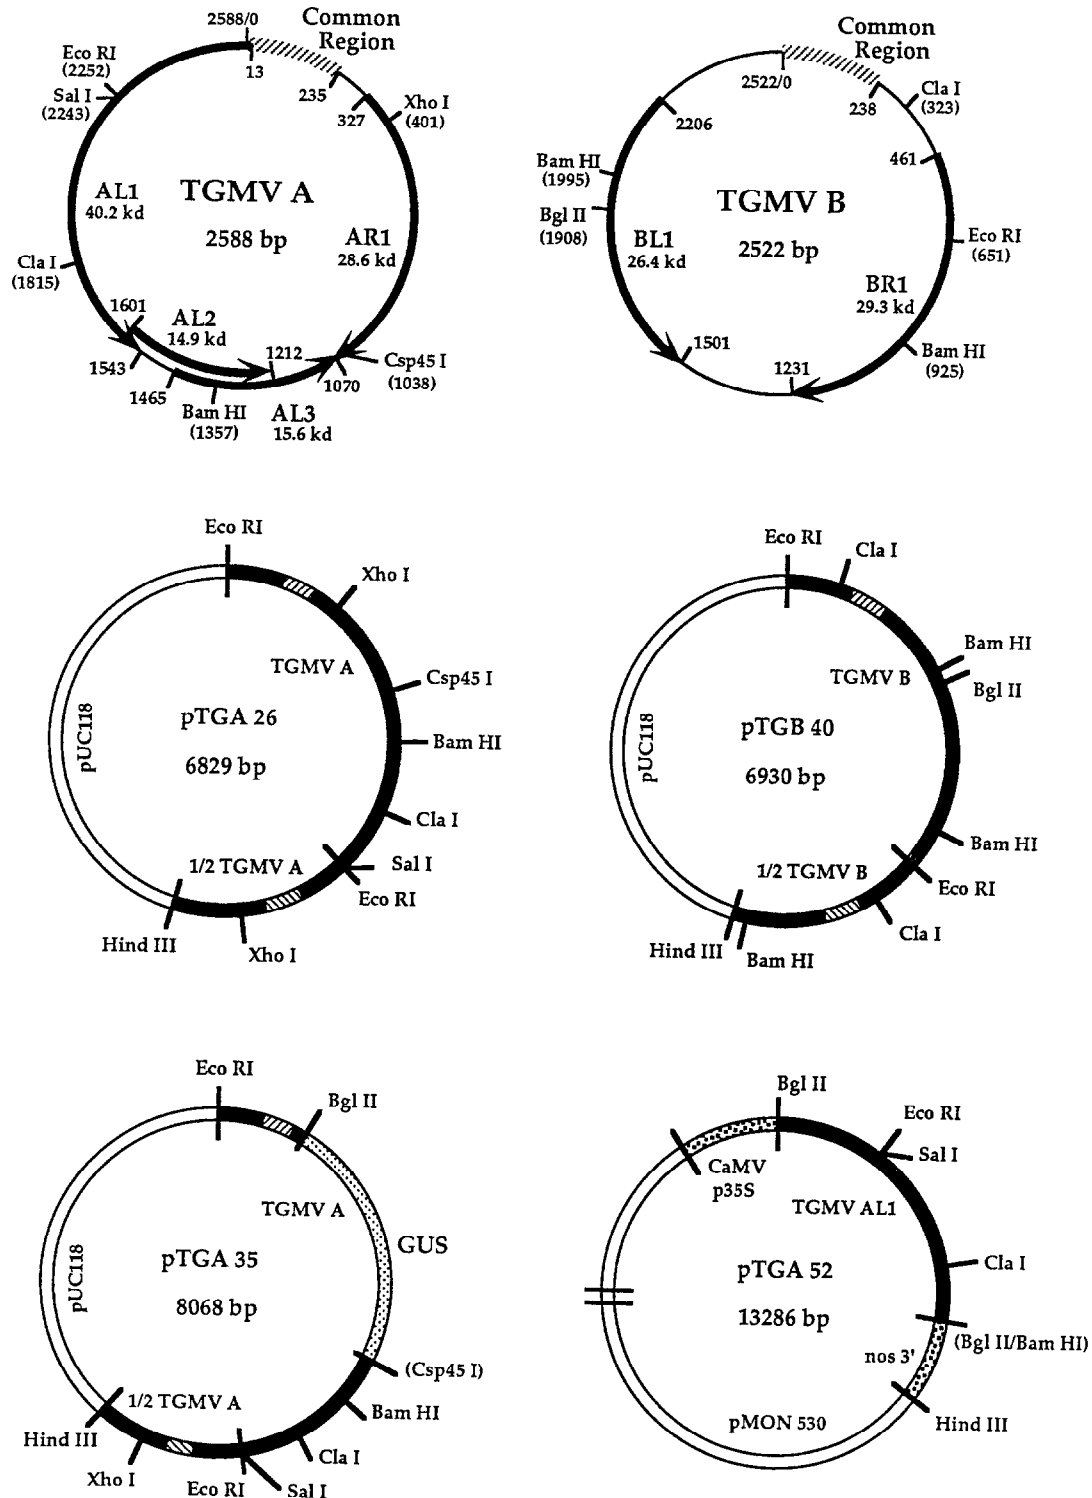 2588/0
Common
Region
Eco RI
(2252)
Sal I
(2243)
13
235
327
Xho I
(401)
AL1
40.2 kd
TGMV A
2588 bp
AR1
28.6 kd
Cla I
(1815)
1601
AL2
14.9 kd
1543
1465
1212
1070
Csp45 I
(1038)
Bam HI
(1357)
AL3
15.6 kd
Common
Region
2522/0
238
Cla I
(323)
2206
461
Bam HI
(1995)
Bgl II
(1908)
TGMV B
2522 bp
BL1
26.4 kd
Eco RI
(651)
BR1
29.3 kd
1501
1231
Bam HI
(925)
Eco RI
Xho I
TGMV A
Csp45 I
pUC118
pTGA 26
6829 bp
Bam HI
Cla I
1/2 TGMV A
Sal I
Eco RI
Hind III
Xho I
Eco RI
Cla I
Bam HI
TGMV B
Bgl II
pUC118
pTGB 40
6930 bp
Bam HI
1/2 TGMV B
Eco RI
Cla I
Hind III
Bam HI
Eco RI
Bgl II
TGMV A
GUS
pUC118
pTGA 35
8068 bp
(Csp45 I)
1/2 TGMV A
Bam HI
Hind III
Cla I
Xho I
Eco RI
Sal I
Bgl II
Eco RI
Sal I
CaMV
p35S
TGMV AL1
pTGA 52
13286 bp
Cla I
(Bgl II/Bam HI)
nos 3'
Hind III
pMON 530